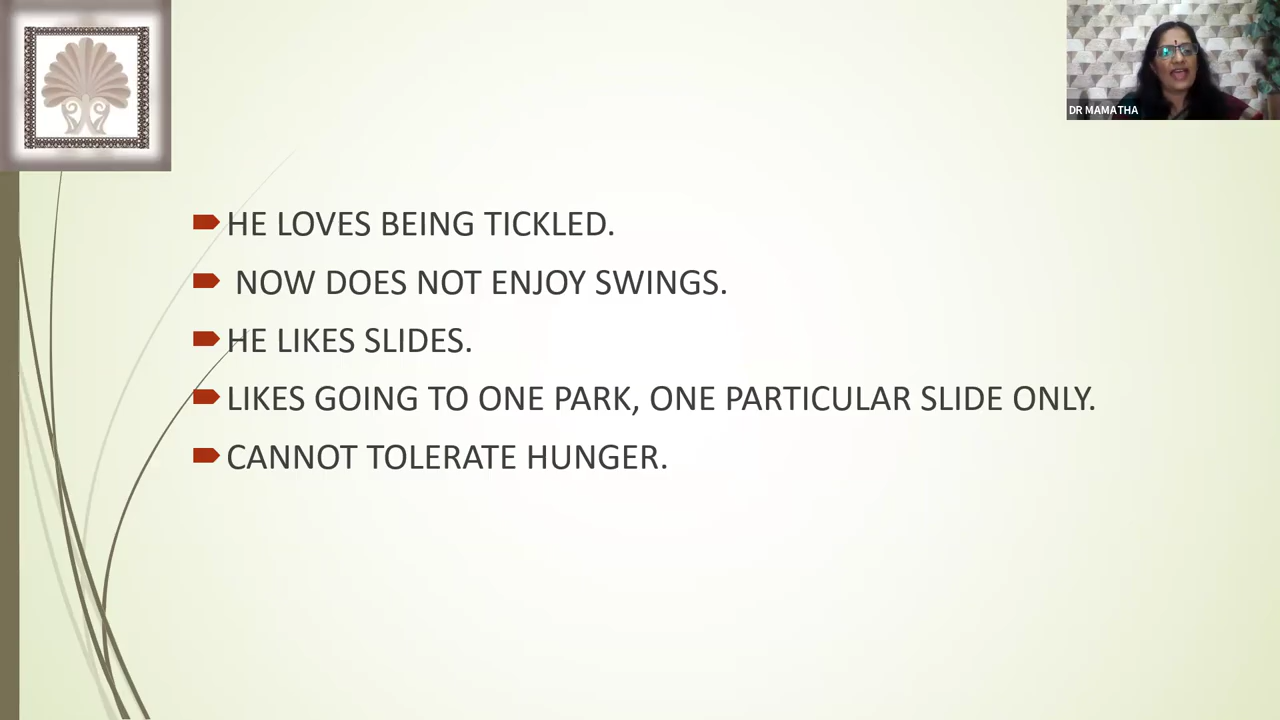 DR MAMATHA
HE LOVES BEING TICKLED.
NOW DOES NOT ENJOY SWINGS.
HE LIKES SLIDES.
LIKES GOING TO ONE PARK, ONE PARTICULAR SLIDE ONLY.
CANNOT TOLERATE HUNGER.